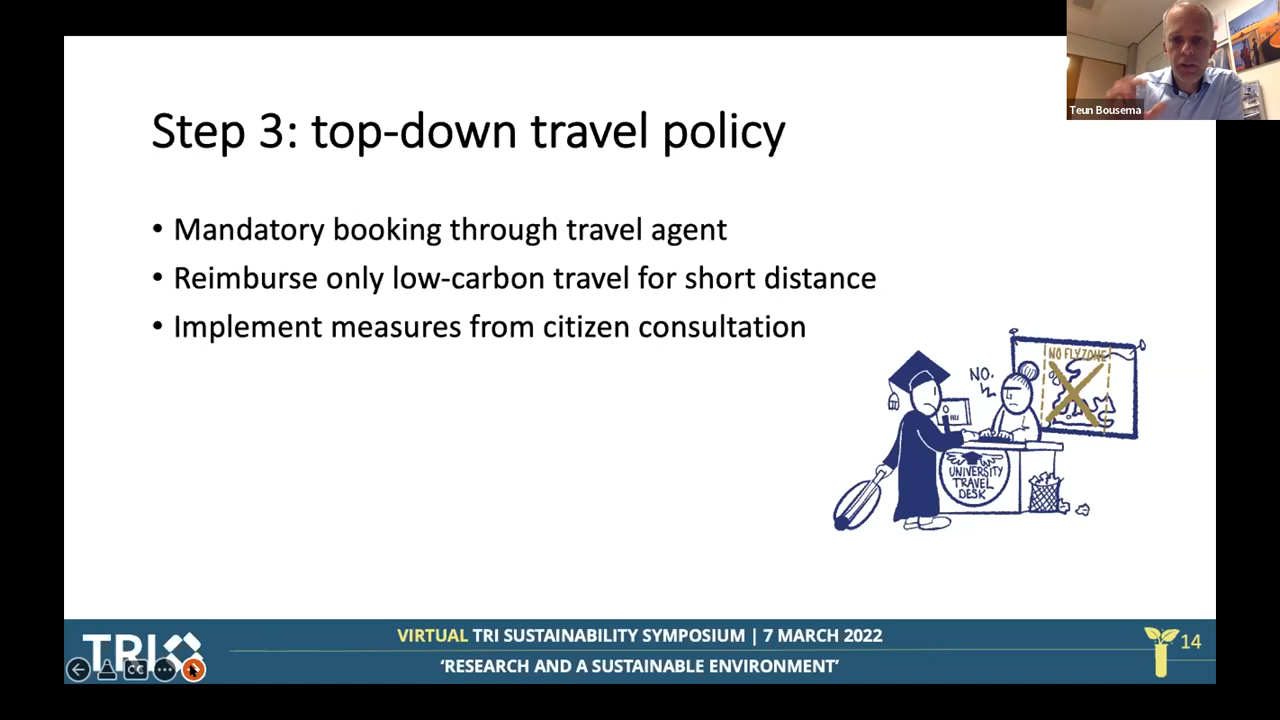 Teun Bousema
Step 3: top-down travel policy
• Mandatory booking through travel agent
• Reimburse only low-carbon travel for short distance
• Implement measures from citizen consultation
NO FLYZONE
NO.
UNIVERSITY
TRAVEL
DESK
TRI
VIRTUAL TRI SUSTAINABILITY SYMPOSIUM | 7 MARCH 2022
‘RESEARCH AND A SUSTAINABLE ENVIRONMENT’
14
CC